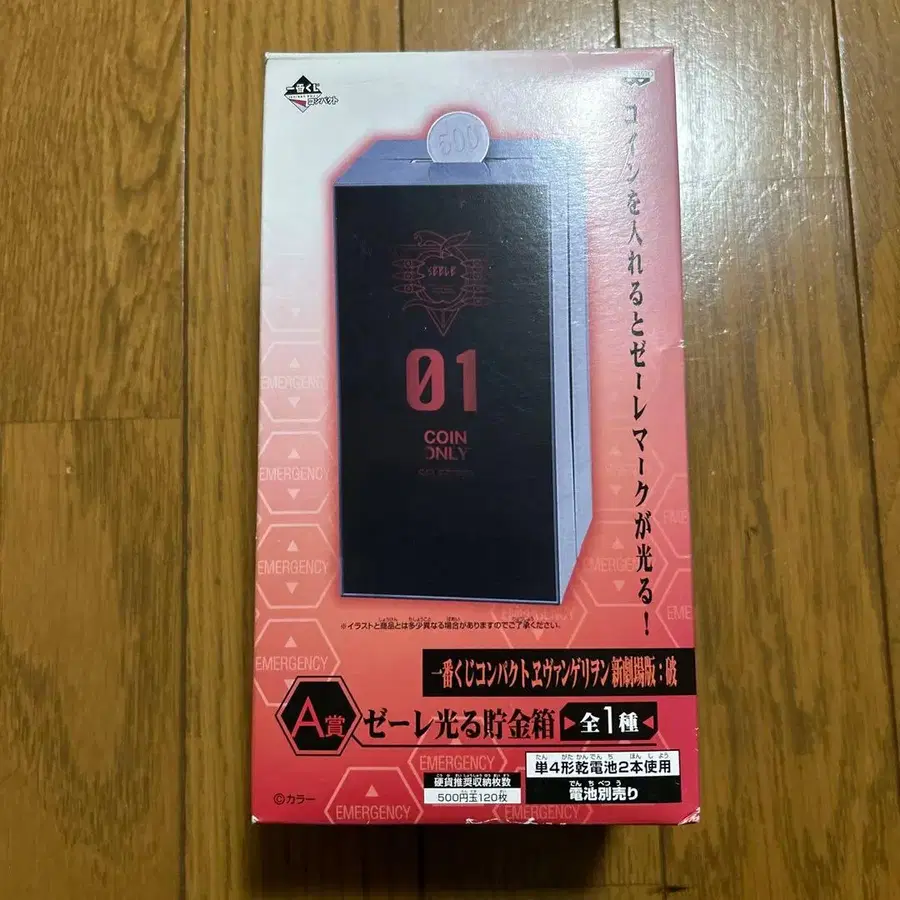 一番くじ
コンパクト
コインを入れるとゼーレマークが光る!
500
SEELE
01
COIN
ONLY
EMERGENCY
EMERGENCY
EMERGENCY
EMERGENCY
※イラストと商品とは多少異なる場合がありますのでご了承ください。
一番くじコンパクト ヱヴァンゲリヲン新劇場版:破
A賞 ゼーレ光る貯金箱 全1種
EMERGENCY
EMERGENCY
EMERGENCY
硬貨推奨収納枚数
500円玉120枚
単4形乾電池2本使用
電池別売り
©カラー